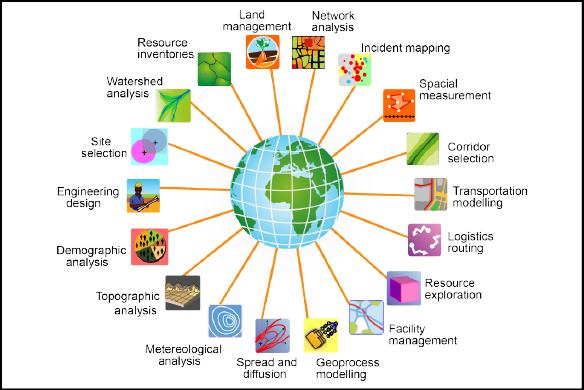 Land
management
Network
analysis
Incident mapping
Spacial
measurement
Corridor
selection
Transportation
modelling
Logistics
routing
Resource
exploration
Facility
management
Geoprocess
modelling
Spread and
diffusion
Metereological
analysis
Topographic
analysis
Demographic
analysis
Engineering
design
Site
selection
Watershed
analysis
Resource
inventories